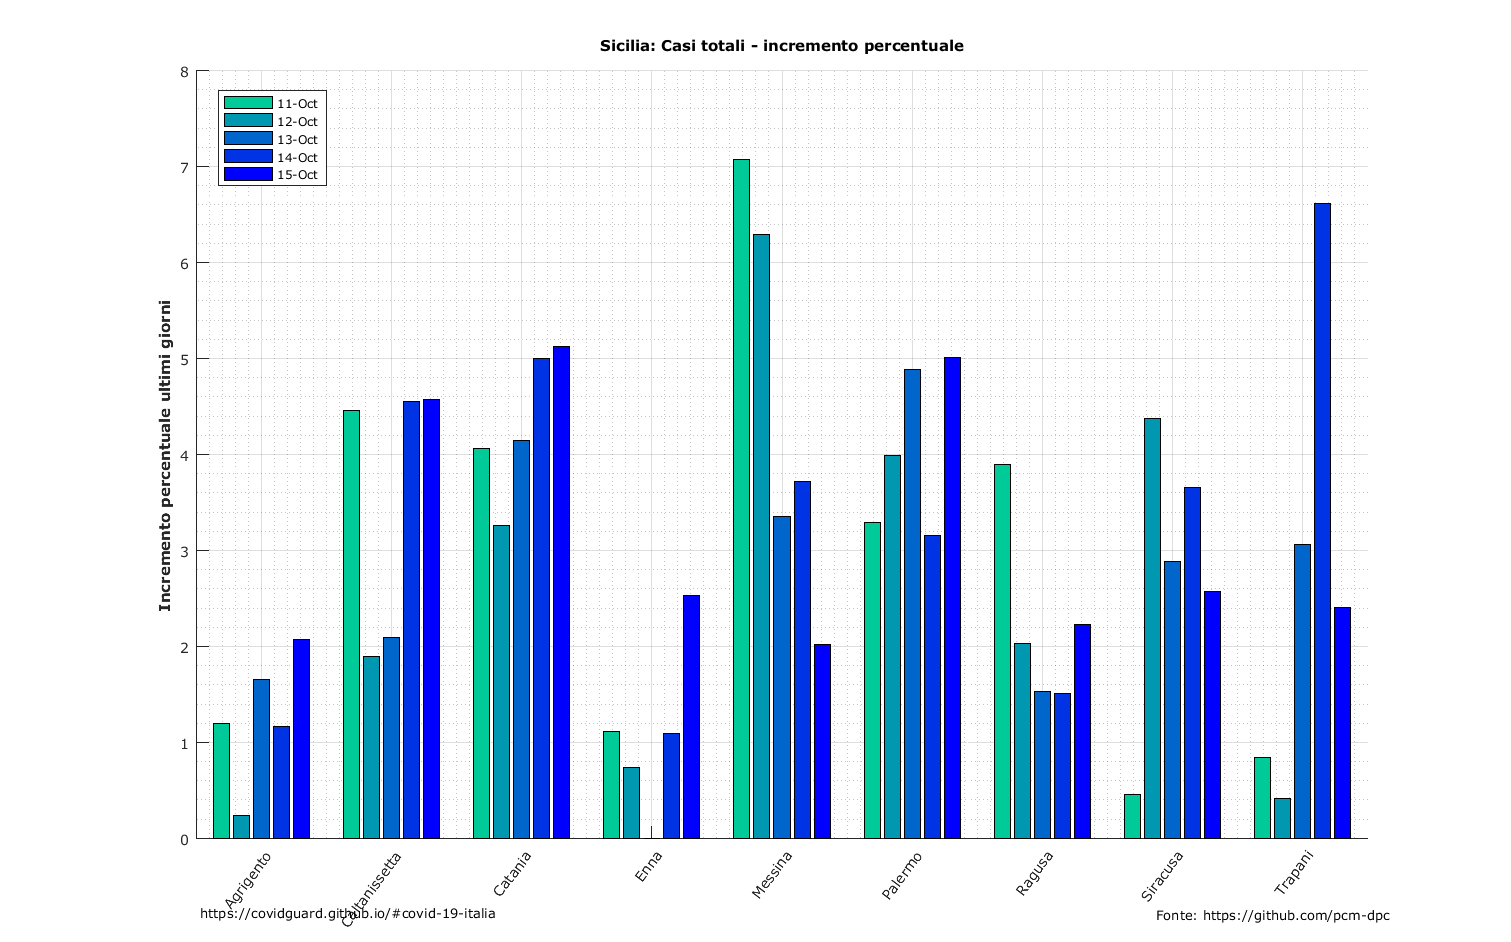 Sicilia: Casi totali - incremento percentuale
8
7
6
5
4
3
2
1
0
Incremento percentuale ultimi giorni
11-Oct
12-Oct
13-Oct
14-Oct
15-Oct
Agrigento
Caltanissetta
Catania
Enna
Messina
Palermo
Ragusa
Siracusa
Trapani
https://covidguard.github.io/#covid-19-italia
Fonte: https://github.com/pcm-dpc